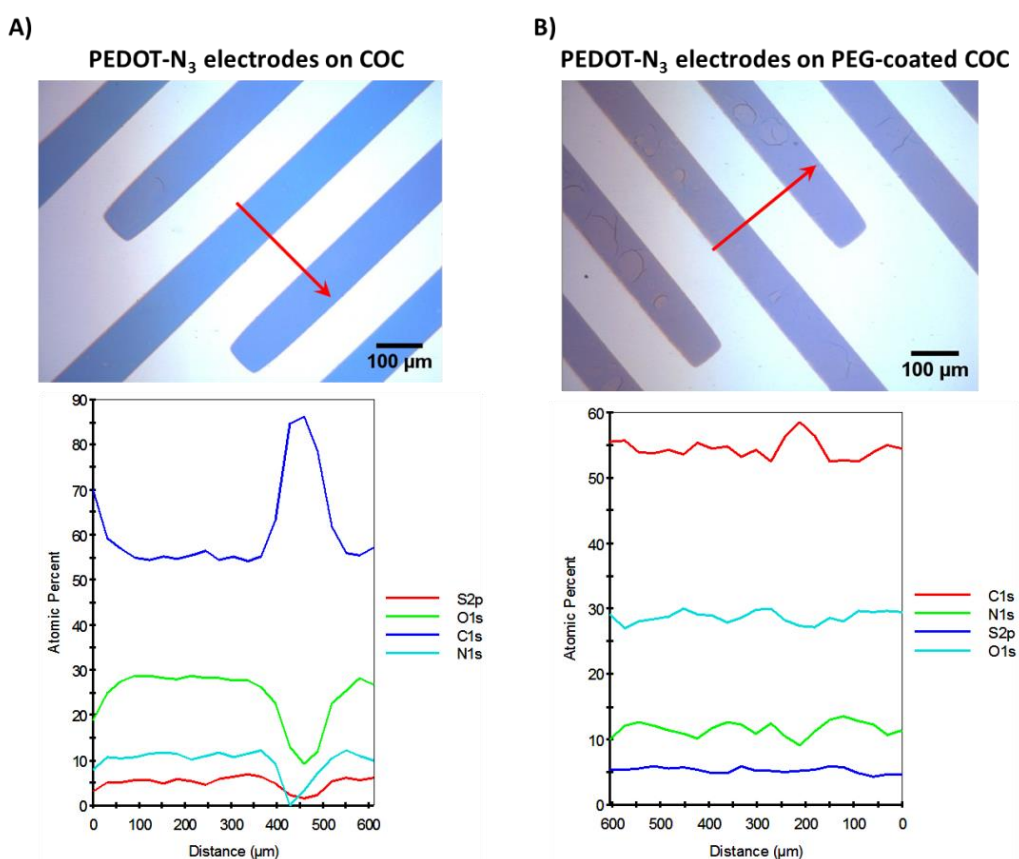 A)
PEDOT-N₃ electrodes on COC
100 µm
90
80
70
60
50
40
30
20
10
0
Atomic Percent
0 100 200 300 400 500 600
Distance (µm)
S2p
O1s
C1s
N1s
B)
PEDOT-N₃ electrodes on PEG-coated COC
100 µm
60
50
40
30
20
10
0
Atomic Percent
600 500 400 300 200 100 0
Distance (µm)
C1s
N1s
S2p
O1s